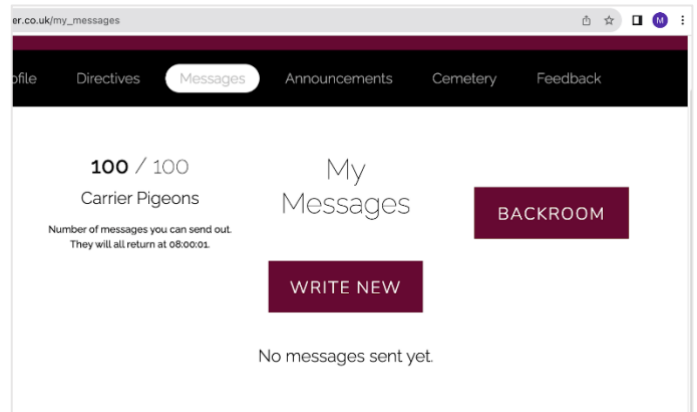 er.co.uk/my_messages
M
ofile Directives Messages Announcements Cemetery Feedback
100 / 100
Carrier Pigeons
Number of messages you can send out.
They will all return at 08:00:01.
My
Messages
BACKROOM
WRITE NEW
No messages sent yet.